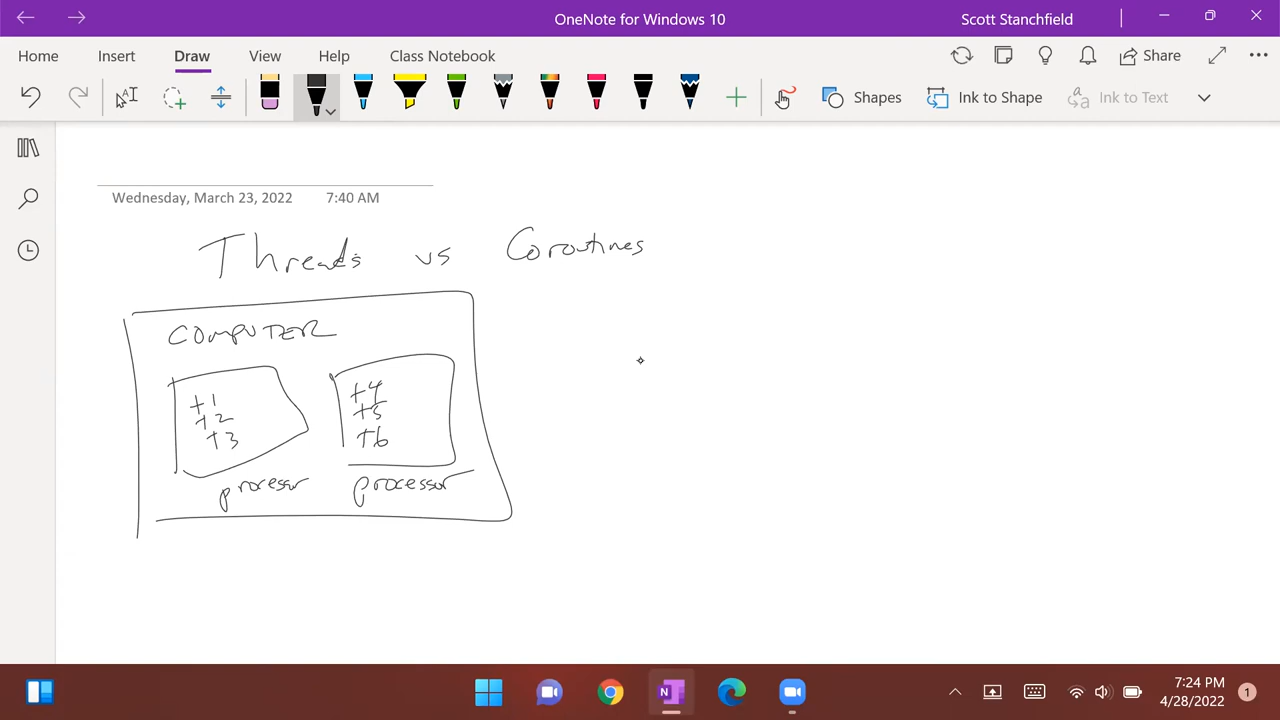 OneNote for Windows 10
Scott Stanchfield
Home Insert Draw View Help Class Notebook
Share
Shapes
Ink to Shape
Ink to Text
Wednesday, March 23, 2022 7:40 AM
Threads vs Coroutines
COMPUTER
t1
t2
t3
t4
t5
t6
processor
processor
7:24 PM
4/28/2022
1